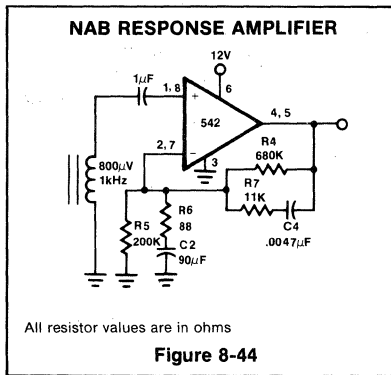 NAB RESPONSE AMPLIFIER
12V
1μF
1, 8
+
6
4, 5
542
2, 7
−
3
R4
680K
800μV
1kHz
R7
11K
R6
88
R5
200K
C4
.0047μF
C2
90μF
All resistor values are in ohms
Figure 8-44